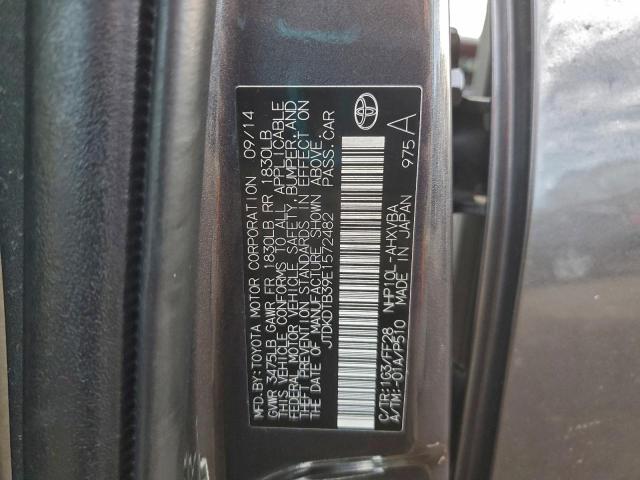 MFD.BY:TOYOTA MOTOR CORPORATION 09/14
GVWR 3475LB GAWR FR 1830LB RR 1830LB
THIS VEHICLE CONFORMS TO ALL APPLICABLE
FEDERAL MOTOR VEHICLE SAFETY, BUMPER, AND
THEFT PREVENTION STANDARDS IN EFFECT ON
THE DATE OF MANUFACTURE SHOWN ABOVE.
JTDKDTB39E1572482 PASS.CAR
C/TR:1G3/FF28 NHP10L-AHXVBA
A/TM:-01A/P510 MADE IN JAPAN 975 A